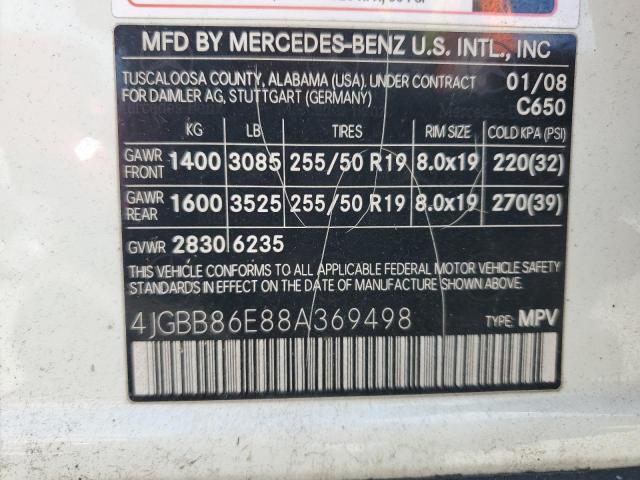 MFD BY MERCEDES-BENZ U.S. INTL., INC
TUSCALOOSA COUNTY, ALABAMA (USA). UNDER CONTRACT 01/08
FOR DAIMLER AG, STUTTGART (GERMANY) C650
KG LB TIRES RIM SIZE COLD KPA (PSI)
GAWR FRONT 1400 3085 255/50 R19 8.0x19 220(32)
GAWR REAR 1600 3525 255/50 R19 8.0x19 270(39)
GVWR 2830 6235
THIS VEHICLE CONFORMS TO ALL APPLICABLE FEDERAL MOTOR VEHICLE SAFETY
STANDARDS IN EFFECT ON THE DATE OF MANUFACTURE SHOWN ABOVE.
4JGBB86E88A369498 TYPE: MPV